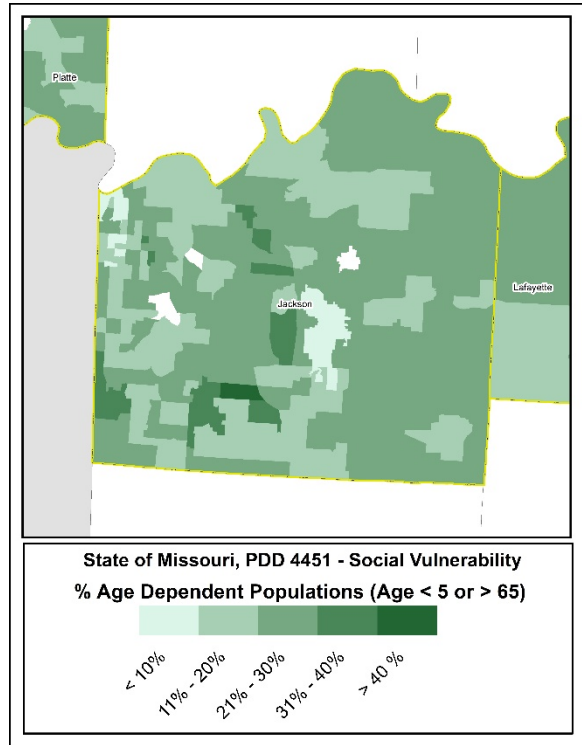 Platte
Jackson
Lafayette
State of Missouri, PDD 4451 - Social Vulnerability
% Age Dependent Populations (Age < 5 or > 65)
< 10%
11% - 20%
21% - 30%
31% - 40%
> 40 %